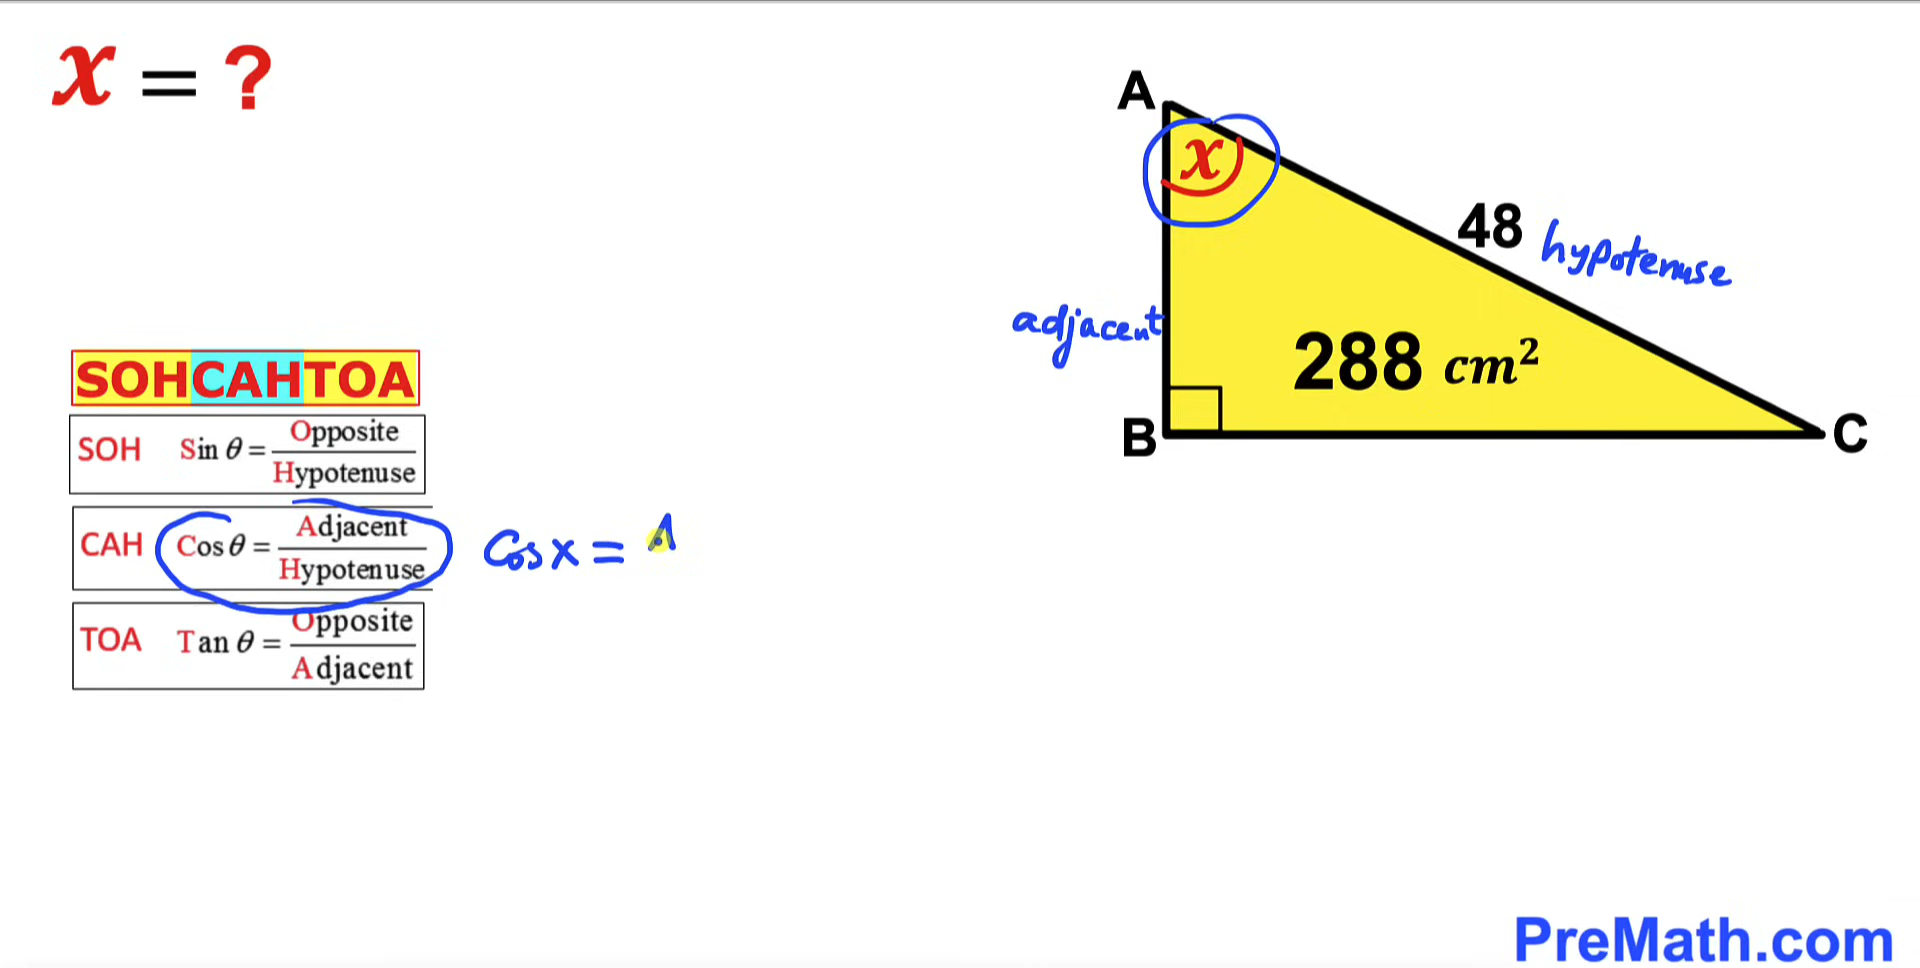 x = ?
A
x
48 hypotenuse
adjacent
288 cm²
B
C
SOHCAHTOA
SOH Sin θ = Opposite / Hypotenuse
CAH Cos θ = Adjacent / Hypotenuse
Cos x = A
TOA Tan θ = Opposite / Adjacent
PreMath.com